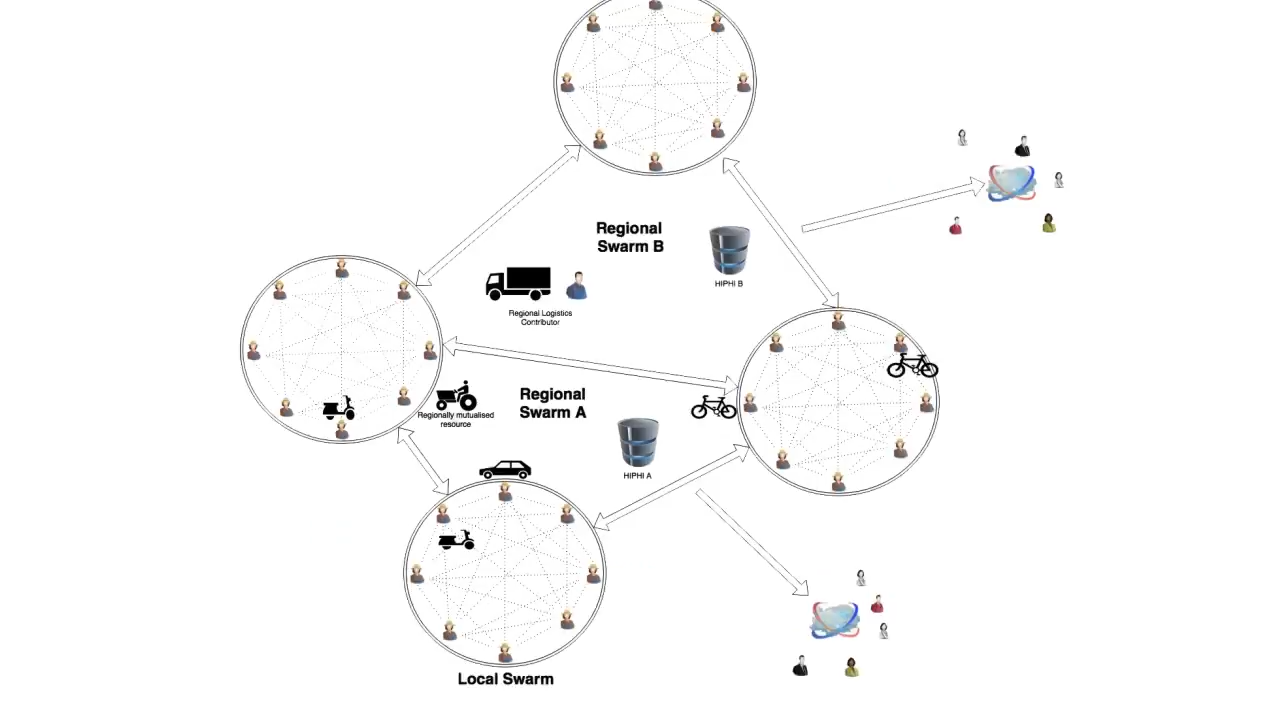 Regional
Swarm B
HIPHI B
Regional Logistics
Contributor
Regional
Swarm A
Regionally mutualised
resource
HIPHI A
Local Swarm